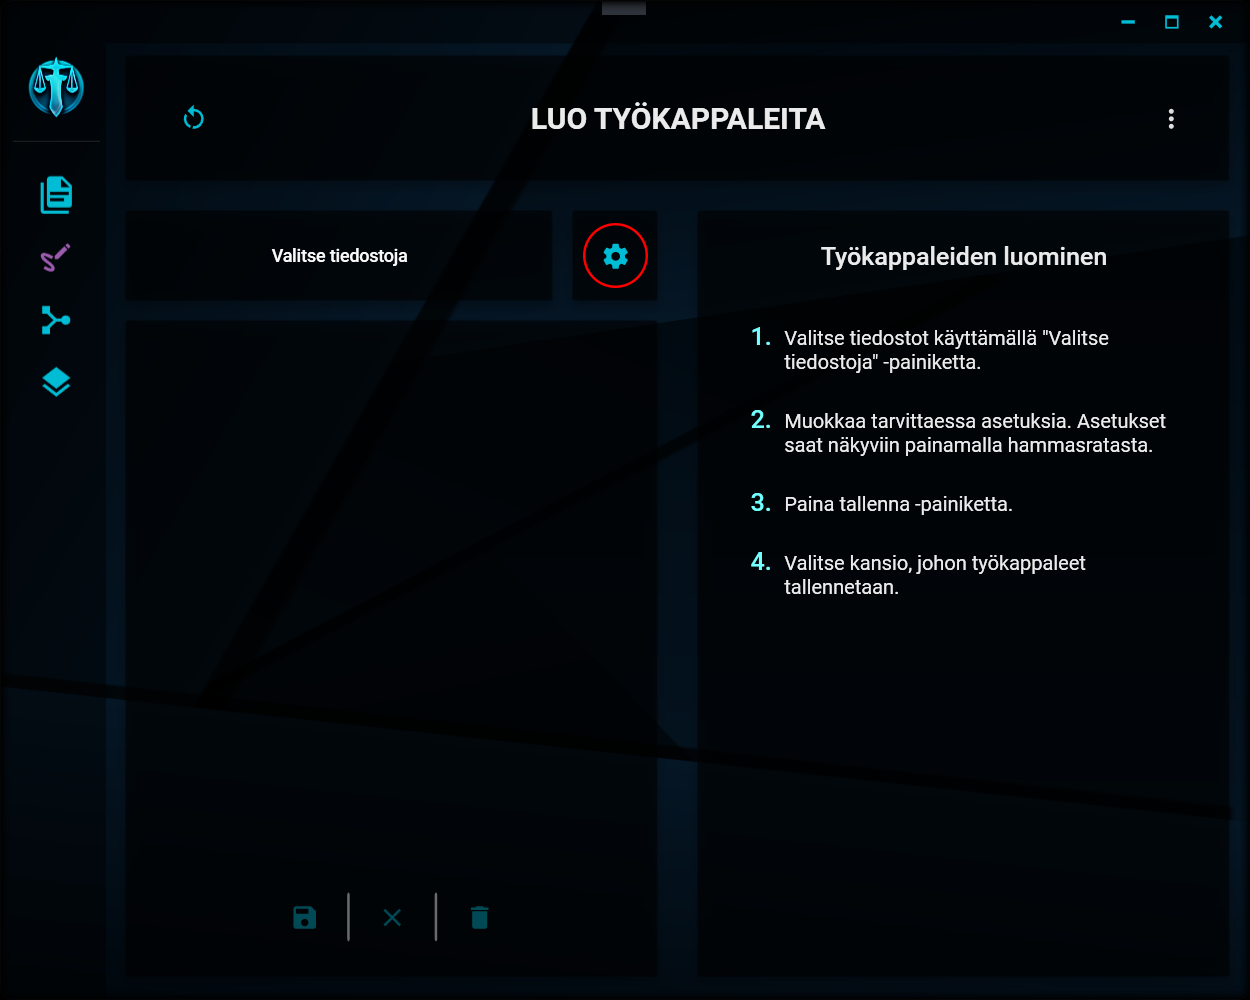 LUO TYÖKAPPALEITA
Valitse tiedostoja
Työkappaleiden luominen
1. Valitse tiedostot käyttämällä "Valitse
tiedostoja" -painiketta.
2. Muokkaa tarvittaessa asetuksia. Asetukset
saat näkyviin painamalla hammasratasta.
3. Paina tallenna -painiketta.
4. Valitse kansio, johon työkappaleet
tallennetaan.